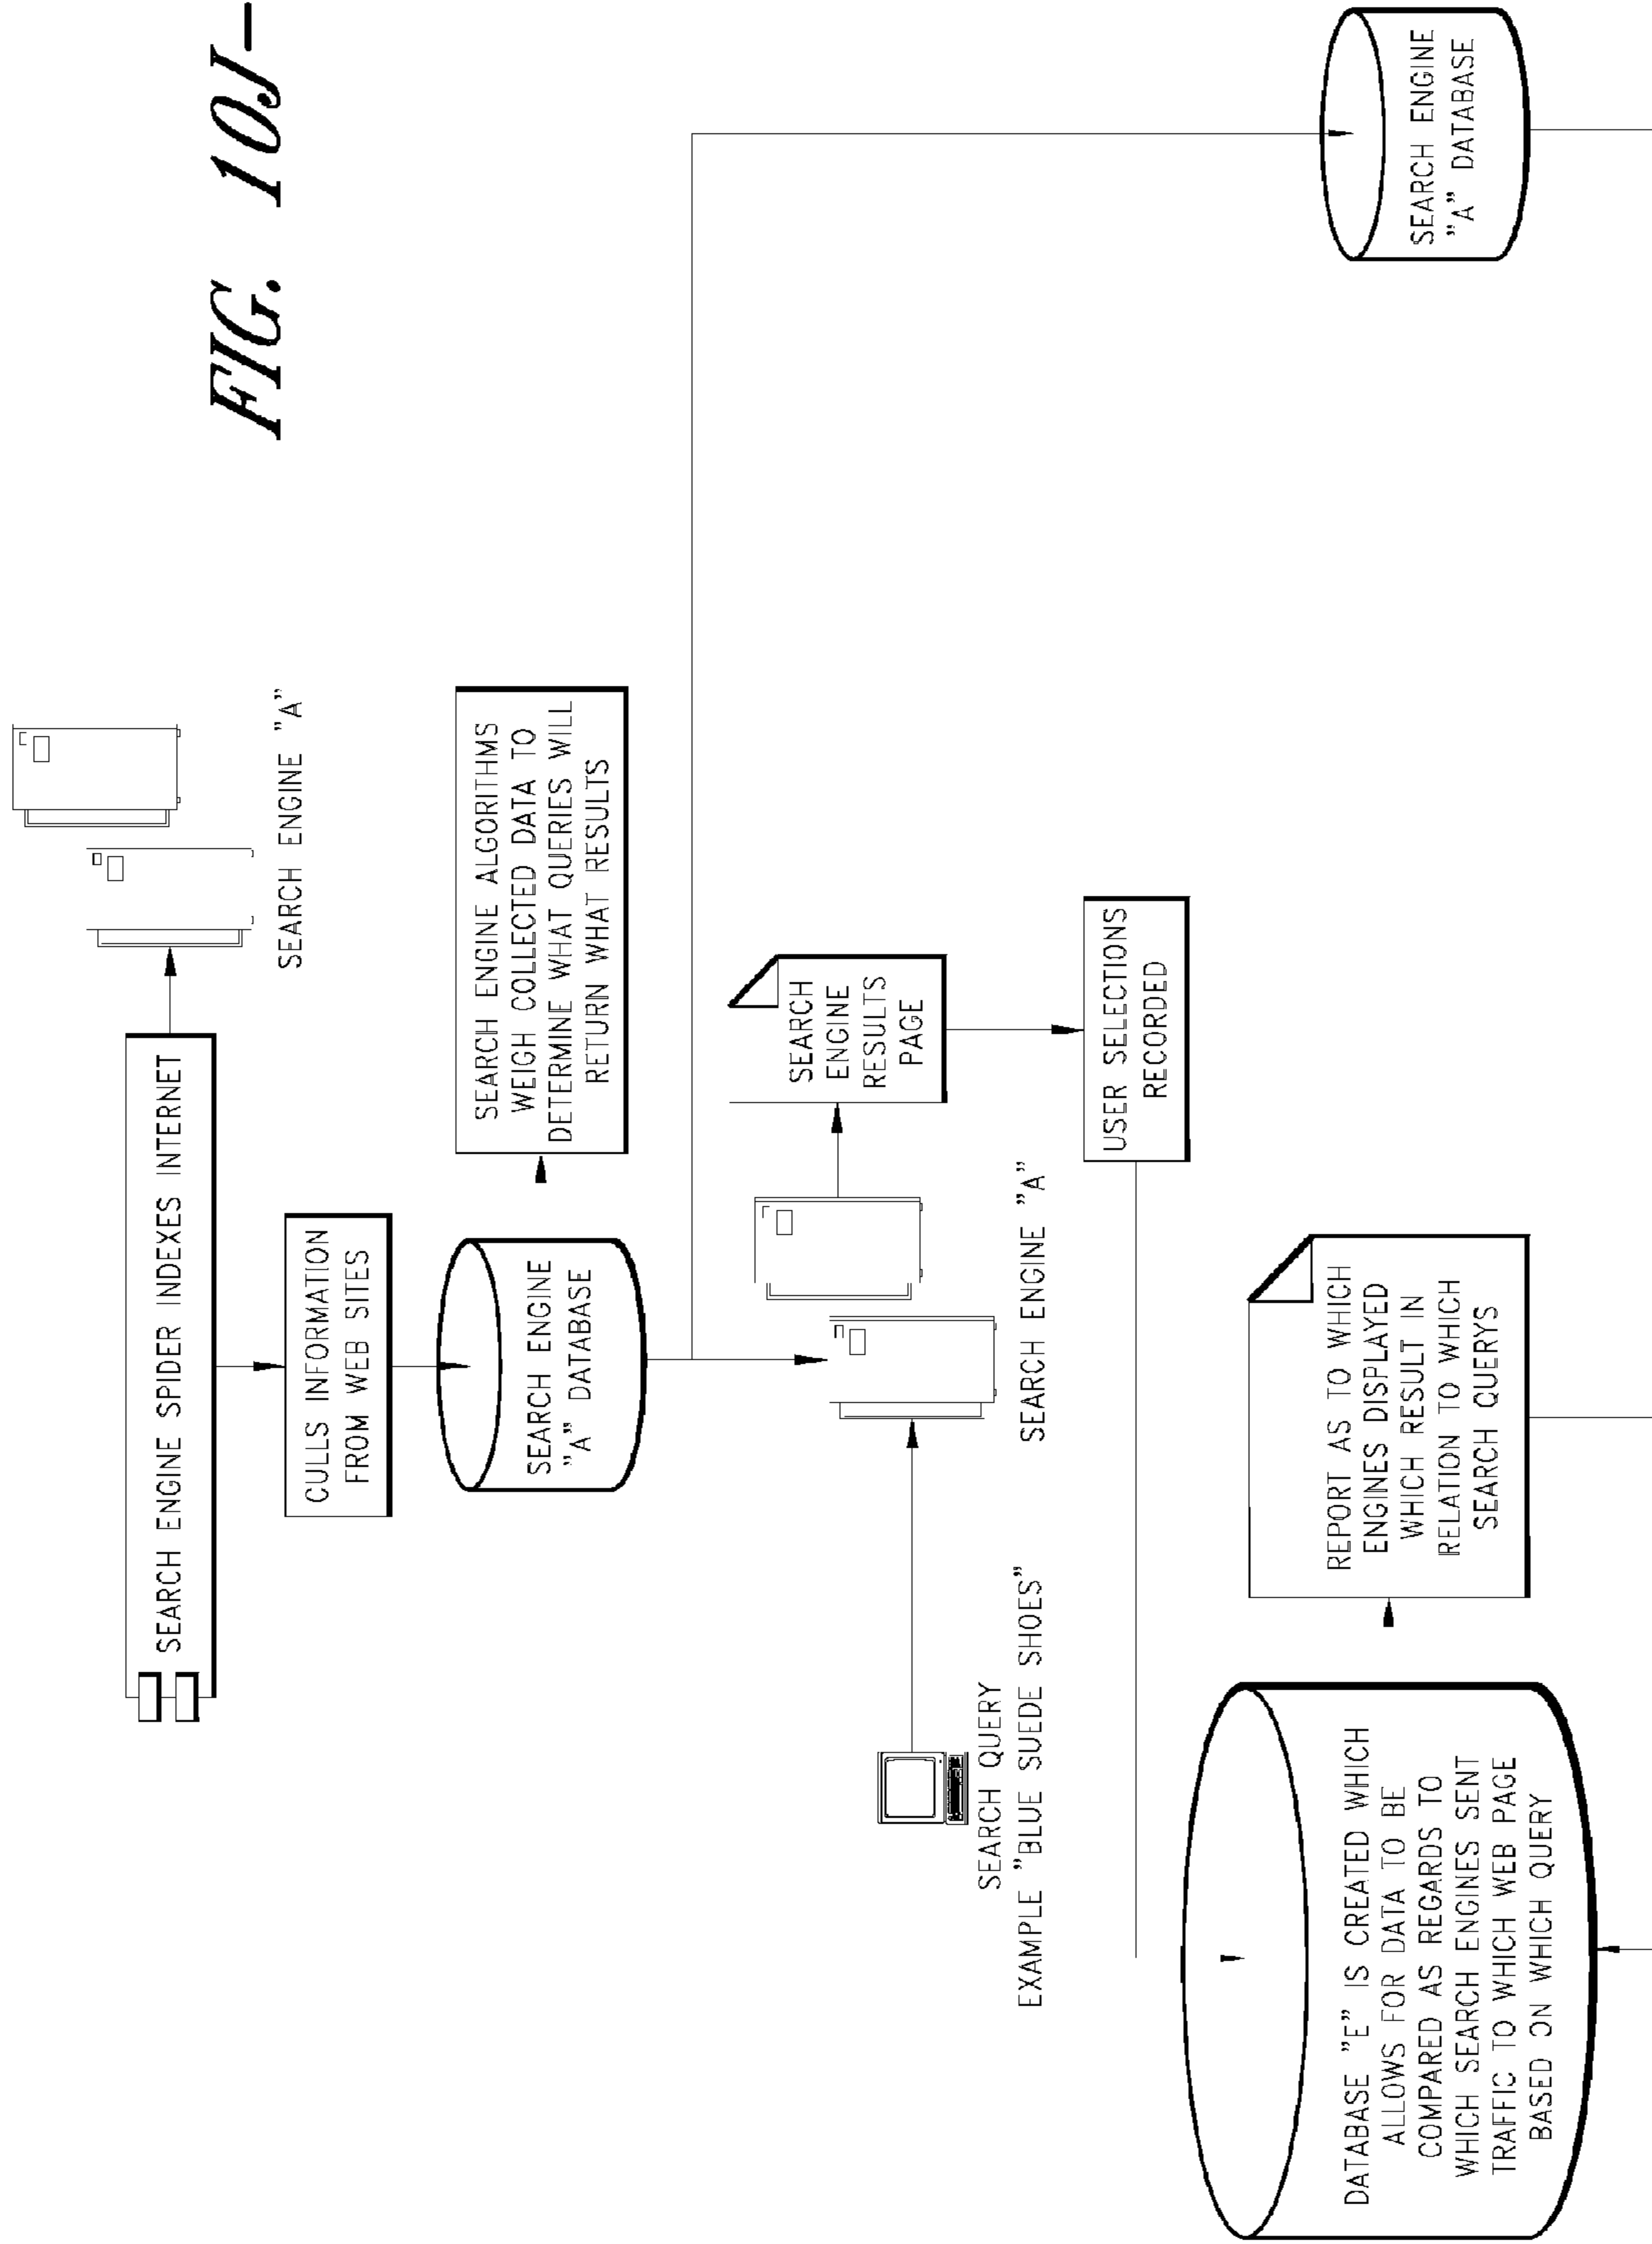 FIG. 10J-
SEARCH ENGINE SPIDER INDEXES INTERNET
SEARCH ENGINE "A"
CULLS INFORMATION
FROM WEB SITES
SEARCH ENGINE
"A" DATABASE
SEARCH ENGINE ALGORITHMS
WEIGH COLLECTED DATA TO
DETERMINE WHAT QUERIES WILL
RETURN WHAT RESULTS
SEARCH QUERY
EXAMPLE "BLUE SUEDE SHOES"
SEARCH ENGINE "A"
SEARCH
ENGINE
RESULTS
PAGE
USER SELECTIONS
RECORDED
DATABASE "E" IS CREATED WHICH
ALLOWS FOR DATA TO BE
COMPARED AS REGARDS TO
WHICH SEARCH ENGINES SENT
TRAFFIC TO WHICH WEB PAGE
BASED ON WHICH QUERY
REPORT AS TO WHICH
ENGINES DISPLAYED
WHICH RESULT IN
RELATION TO WHICH
SEARCH QUERYS
SEARCH ENGINE
"A" DATABASE